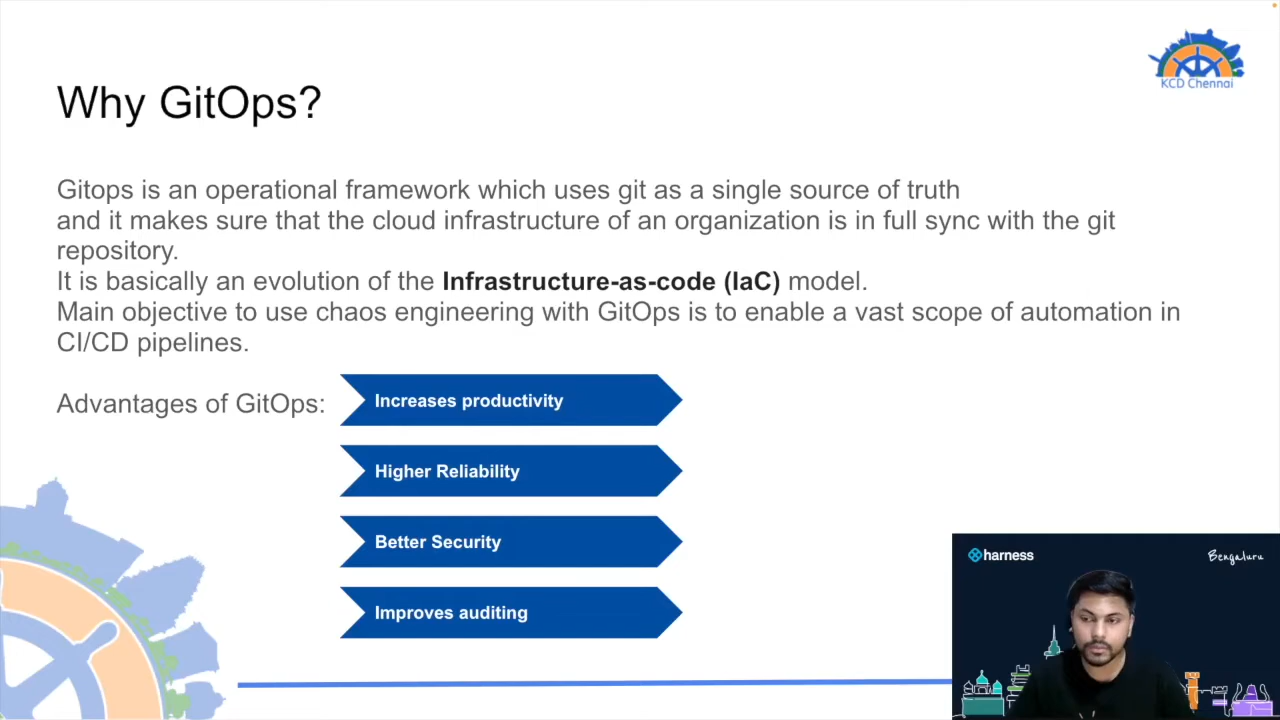 KCD Chennai
Why GitOps?
Gitops is an operational framework which uses git as a single source of truth
and it makes sure that the cloud infrastructure of an organization is in full sync with the git
repository.
It is basically an evolution of the Infrastructure-as-code (IaC) model.
Main objective to use chaos engineering with GitOps is to enable a vast scope of automation in
CI/CD pipelines.
Advantages of GitOps:
Increases productivity
Higher Reliability
Better Security
Improves auditing
harness
Bengaluru